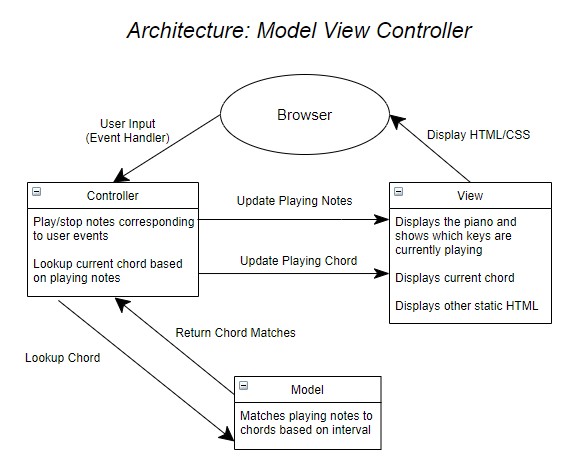 Architecture: Model View Controller
Browser
User Input
(Event Handler)
Display HTML/CSS
Controller
Play/stop notes corresponding
to user events
Lookup current chord based
on playing notes
Update Playing Notes
Update Playing Chord
View
Displays the piano and
shows which keys are
currently playing
Displays current chord
Displays other static HTML
Return Chord Matches
Lookup Chord
Model
Matches playing notes to
chords based on interval